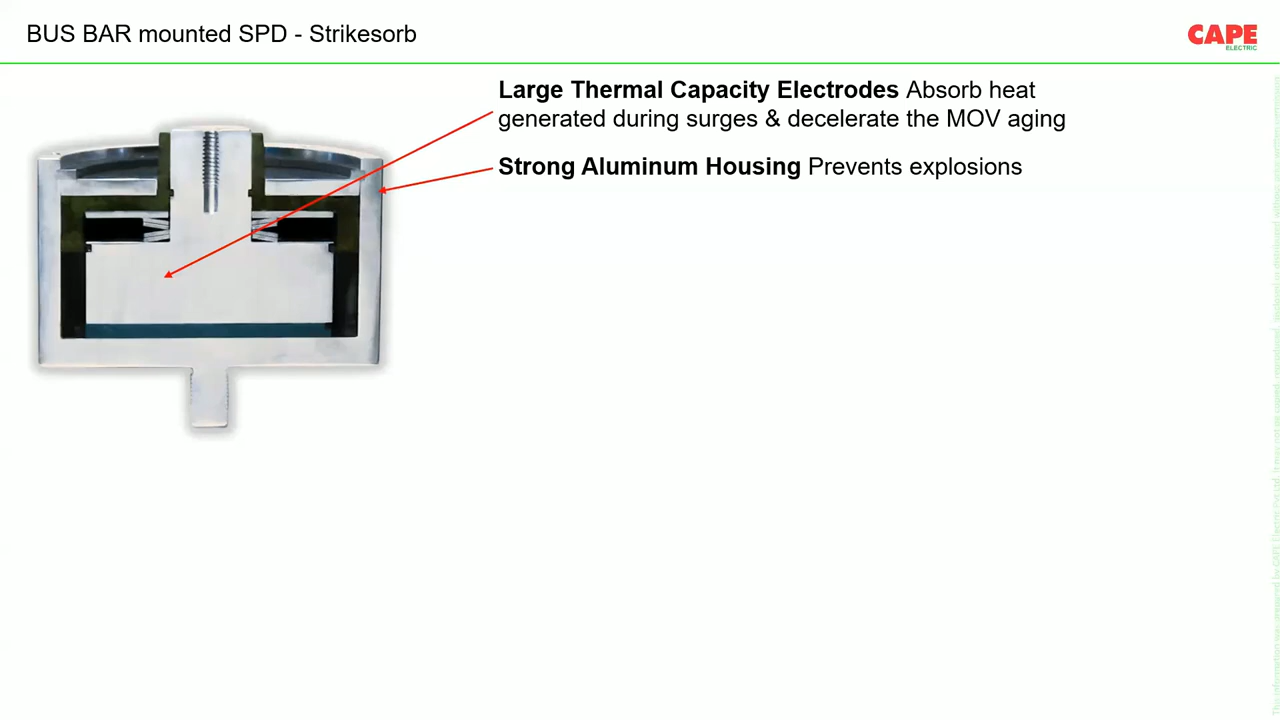 BUS BAR mounted SPD - Strikesorb
CAPE
ELECTRIC
Large Thermal Capacity Electrodes Absorb heat
generated during surges & decelerate the MOV aging
Strong Aluminum Housing Prevents explosions